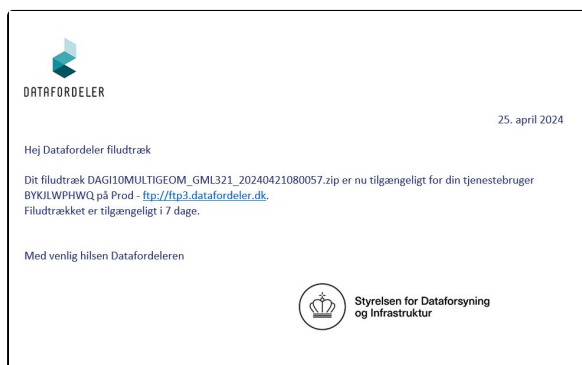 DATAFORDELER
25. april 2024
Hej Datafordeler filudtræk
Dit filudtræk DAGI10MULTIGEOM_GML321_20240421080057.zip er nu tilgængeligt for din tjenestebruger
BYKJLWPHWQ på Prod - ftp://ftp3.datafordeler.dk.
Filudtrækket er tilgængeligt i 7 dage.
Med venlig hilsen Datafordeleren
Styrelsen for Dataforsyning
og Infrastruktur